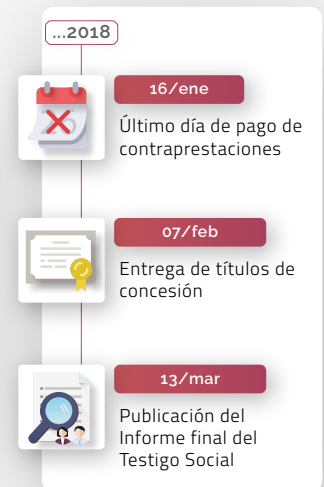 ...2018
16/ene
Último día de pago de
contraprestaciones
07/feb
Entrega de títulos de
concesión
13/mar
Publicación del
Informe final del
Testigo Social